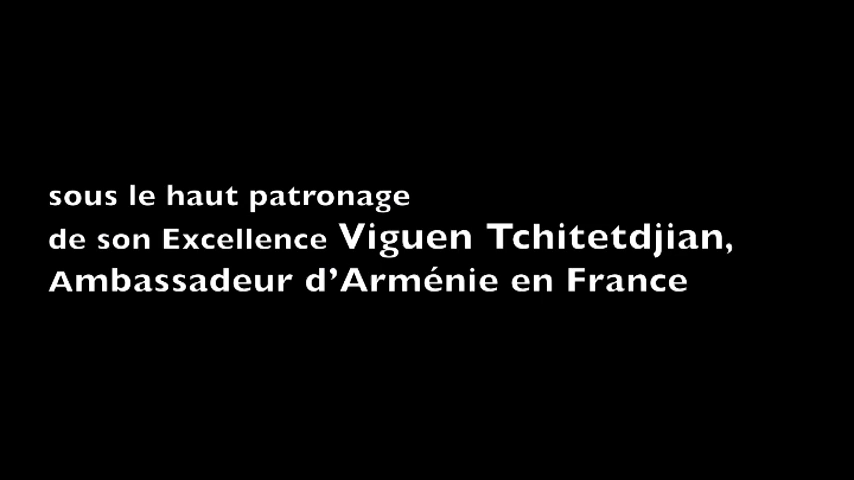 sous le haut patronage
de son Excellence Viguen Tchitetdjian,
Ambassadeur d’Arménie en France